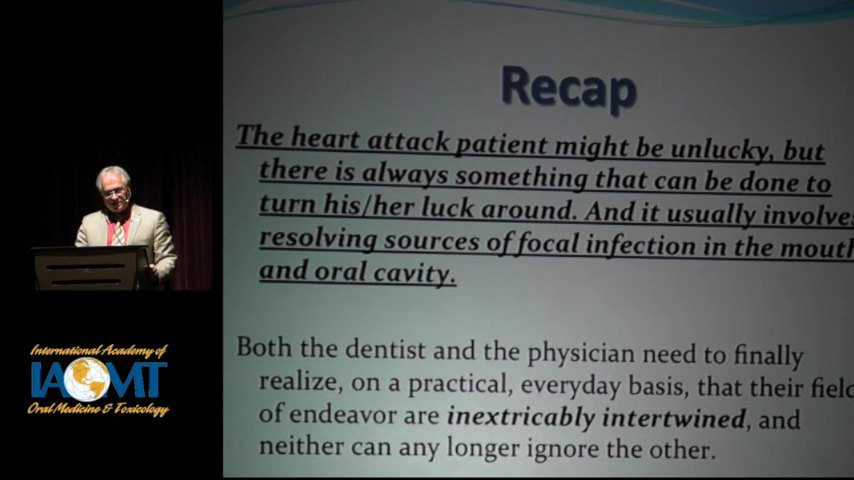 Recap
The heart attack patient might be unlucky, but
there is always something that can be done to
turn his/her luck around. And it usually involves
resolving sources of focal infection in the mouth
and oral cavity.
Both the dentist and the physician need to finally
realize, on a practical, everyday basis, that their field
of endeavor are inextricably intertwined, and
neither can any longer ignore the other.
International Academy of
IAOMT
Oral Medicine & Toxicology